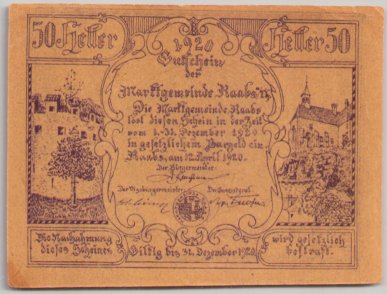 50 Heller
1920
Heller 50
Gutschein
der
Marktgemeinde Raabs
Die Marktgemeinde Raabs
löst diesen Schein in der Zeit
vom 1.-31. Dezember 1920
in gesetzlichem Bargeld ein
Raabs, am 12. April 1920.
Der Bürgermeister
Der Vizebürgermeister
Die Nachahmung
dieses Scheines
wird gesetzlich
bestraft.
Giltig bis 31. Dezember 1920